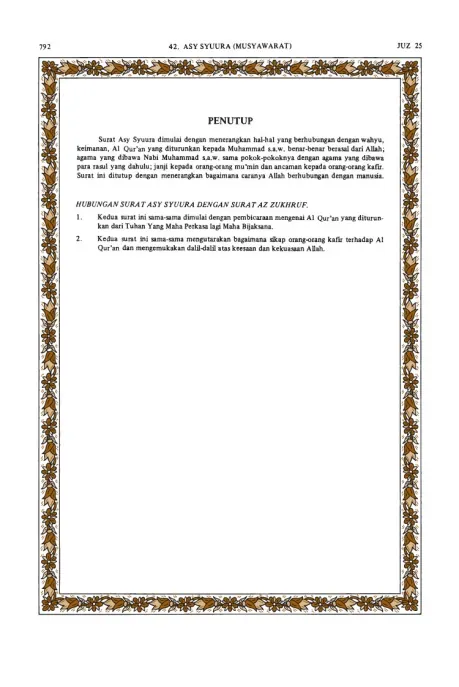 792 42. ASY SYUURA (MUSYAWARAT) JUZ 25
PENUTUP
Surat Asy Syuura dimulai dengan menerangkan hal-hal yang berhubungan dengan wahyu,
keimanan, Al Qur'an yang diturunkan kepada Muhammad s.a.w. benar-benar berasal dari Allah;
agama yang dibawa Nabi Muhammad s.a.w. sama pokok-pokoknya dengan agama yang dibawa
para rasul yang dahulu; janji kepada orang-orang mu'min dan ancaman kepada orang-orang kafir.
Surat ini ditutup dengan menerangkan bagaimana caranya Allah berhubungan dengan manusia.
HUBUNGAN SURAT ASY SYUURA DENGAN SURAT AZ ZUKHRUF.
1. Kedua surat ini sama-sama dimulai dengan pembicaraan mengenai Al Qur'an yang diturun-
kan dari Tuhan Yang Maha Perkasa lagi Maha Bijaksana.
2. Kedua surat ini sama-sama mengutarakan bagaimana sikap orang-orang kafir terhadap Al
Qur'an dan mengemukakan dalil-dalil atas keesaan dan kekuasaan Allah.